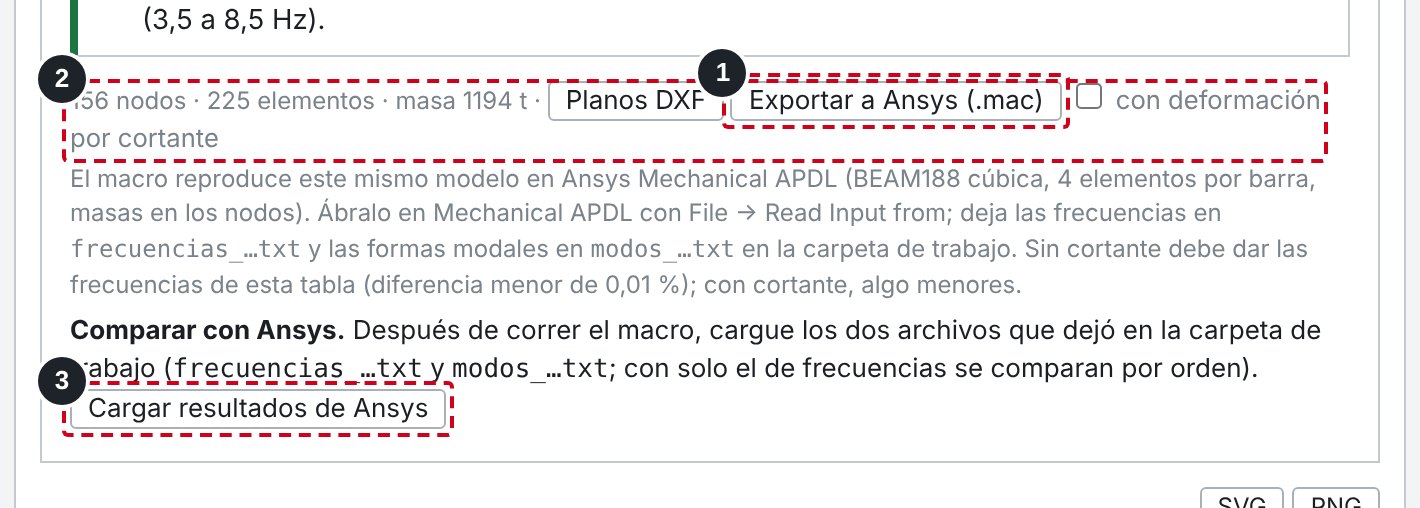 (3,5 a 8,5 Hz).
2
1
156 nodos · 225 elementos · masa 1194 t · Planos DXF Exportar a Ansys (.mac) con deformación
por cortante
El macro reproduce este mismo modelo en Ansys Mechanical APDL (BEAM188 cúbica, 4 elementos por barra,
masas en los nodos). Ábralo en Mechanical APDL con File → Read Input from; deja las frecuencias en
frecuencias_…txt y las formas modales en modos_…txt en la carpeta de trabajo. Sin cortante debe dar las
frecuencias de esta tabla (diferencia menor de 0,01 %); con cortante, algo menores.
Comparar con Ansys. Después de correr el macro, cargue los dos archivos que dejó en la carpeta de
trabajo (frecuencias_…txt y modos_…txt; con solo el de frecuencias se comparan por orden).
3
Cargar resultados de Ansys
SVG PNG